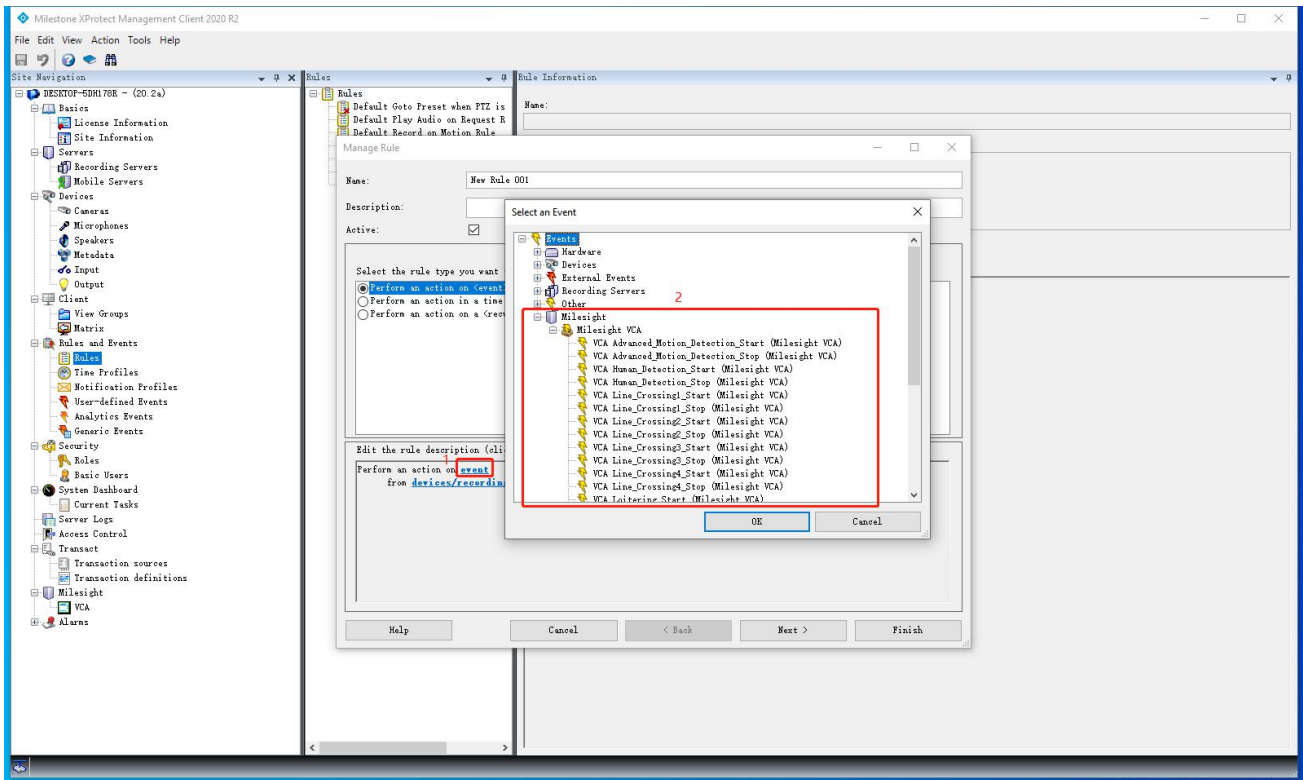 Milestone XProtect Management Client 2020 R2
File Edit View Action Tools Help
Site Navigation
DESKTOP-5DH178R - (20.2a)
Basics
License Information
Site Information
Servers
Recording Servers
Mobile Servers
Devices
Cameras
Microphones
Speakers
Metadata
Input
Output
Client
View Groups
Matrix
Rules and Events
Rules
Time Profiles
Notification Profiles
User-defined Events
Analytics Events
Generic Events
Security
Roles
Basic Users
System Dashboard
Current Tasks
Server Logs
Access Control
Transact
Transaction sources
Transaction definitions
Milesight
VCA
Alarms
Rules
Rules
Default Goto Preset when PTZ is
Default Play Audio on Request R
Default Record on Motion Rule
Rule Information
Name:
Manage Rule
Name:
New Rule 001
Description:
Active:
Select the rule type you want
Perform an action on <event
Perform an action in a time
Perform an action on a <rec
Edit the rule description (cli
1
Perform an action on event
from devices/recordin
Help
Cancel
< Back
Next >
Finish
Select an Event
Events
Hardware
Devices
External Events
Recording Servers
2
Other
Milesight
Milesight VCA
VCA Advanced_Motion_Detection_Start (Milesight VCA)
VCA Advanced_Motion_Detection_Stop (Milesight VCA)
VCA Human_Detection_Start (Milesight VCA)
VCA Human_Detection_Stop (Milesight VCA)
VCA Line_Crossing1_Start (Milesight VCA)
VCA Line_Crossing1_Stop (Milesight VCA)
VCA Line_Crossing2_Start (Milesight VCA)
VCA Line_Crossing2_Stop (Milesight VCA)
VCA Line_Crossing3_Start (Milesight VCA)
VCA Line_Crossing3_Stop (Milesight VCA)
VCA Line_Crossing4_Start (Milesight VCA)
VCA Line_Crossing4_Stop (Milesight VCA)
VCA Loitering_Start (Milesight VCA)
OK
Cancel